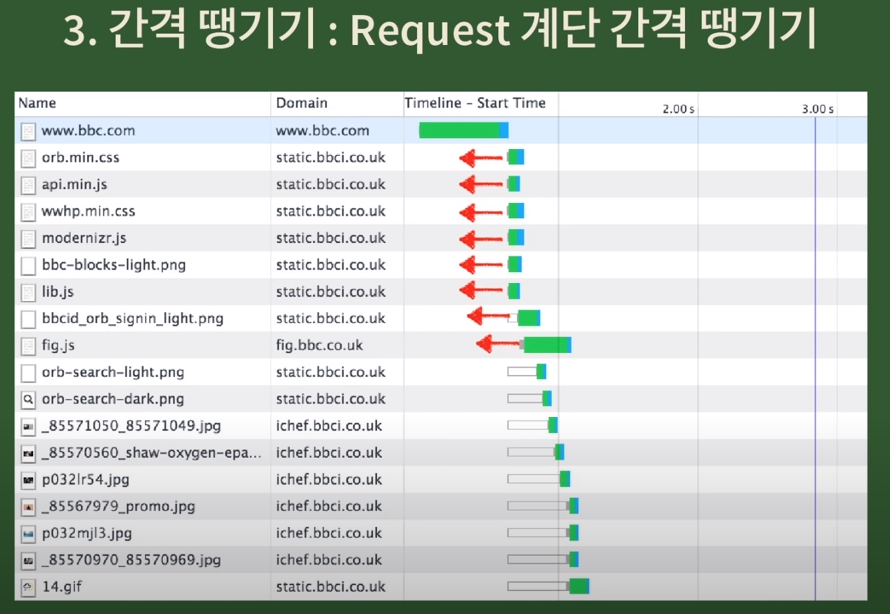 3. 간격 땡기기 : Request 계단 간격 땡기기
Name Domain Timeline – Start Time 2.00 s 3.00 s
www.bbc.com www.bbc.com
orb.min.css static.bbci.co.uk
api.min.js static.bbci.co.uk
wwhp.min.css static.bbci.co.uk
modernizr.js static.bbci.co.uk
bbc-blocks-light.png static.bbci.co.uk
lib.js static.bbci.co.uk
bbcid_orb_signin_light.png static.bbci.co.uk
fig.js fig.bbc.co.uk
orb-search-light.png static.bbci.co.uk
orb-search-dark.png static.bbci.co.uk
_85571050_85571049.jpg ichef.bbci.co.uk
_85570560_shaw-oxygen-epa... ichef.bbci.co.uk
p032lr54.jpg ichef.bbci.co.uk
_85567979_promo.jpg ichef.bbci.co.uk
p032mjl3.jpg ichef.bbci.co.uk
_85570970_85570969.jpg ichef.bbci.co.uk
14.gif static.bbci.co.uk